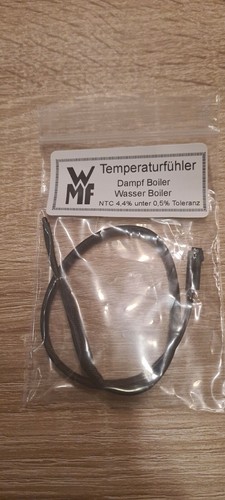 WMF
Temperaturfühler
Dampf Boiler
Wasser Boiler
NTC 4,4% unter 0,5% Toleranz